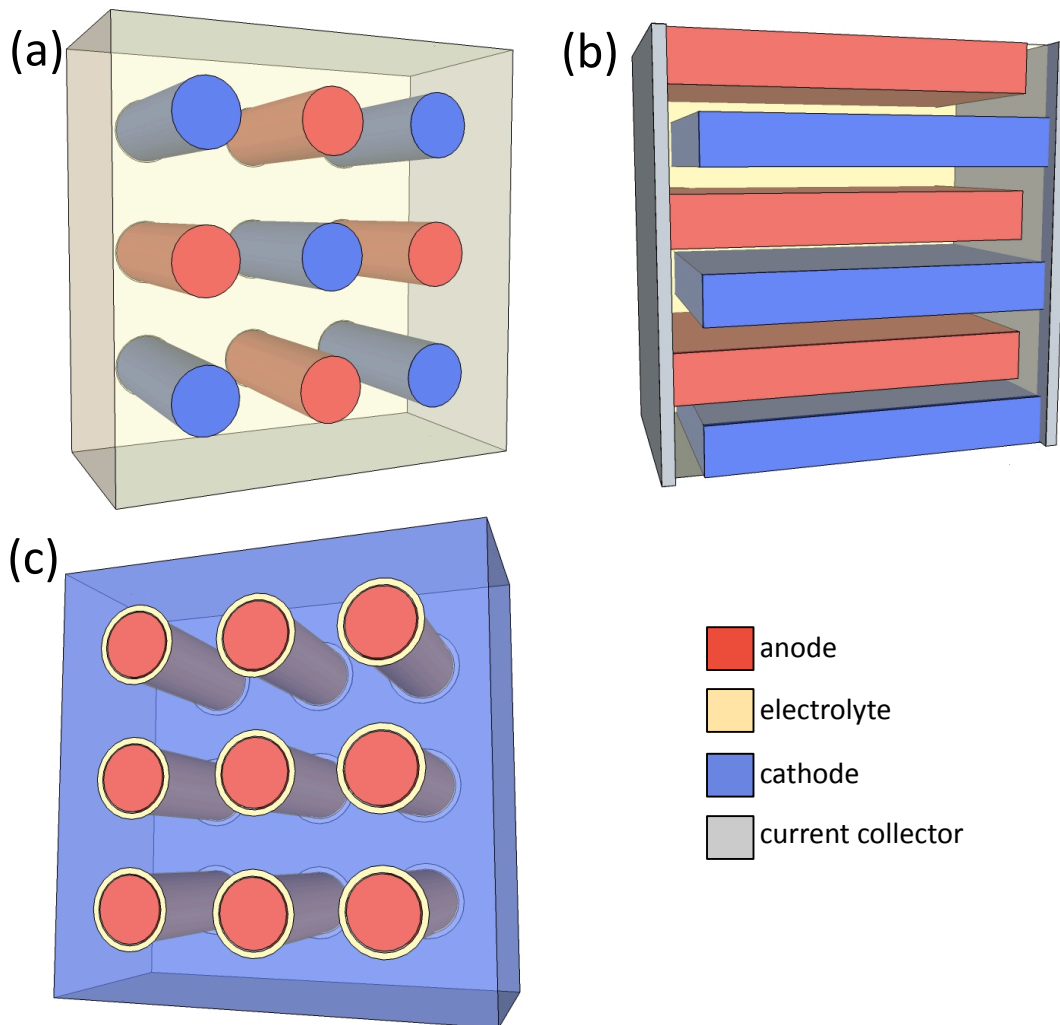 (a)
(b)
(c)
anode
electrolyte
cathode
current collector